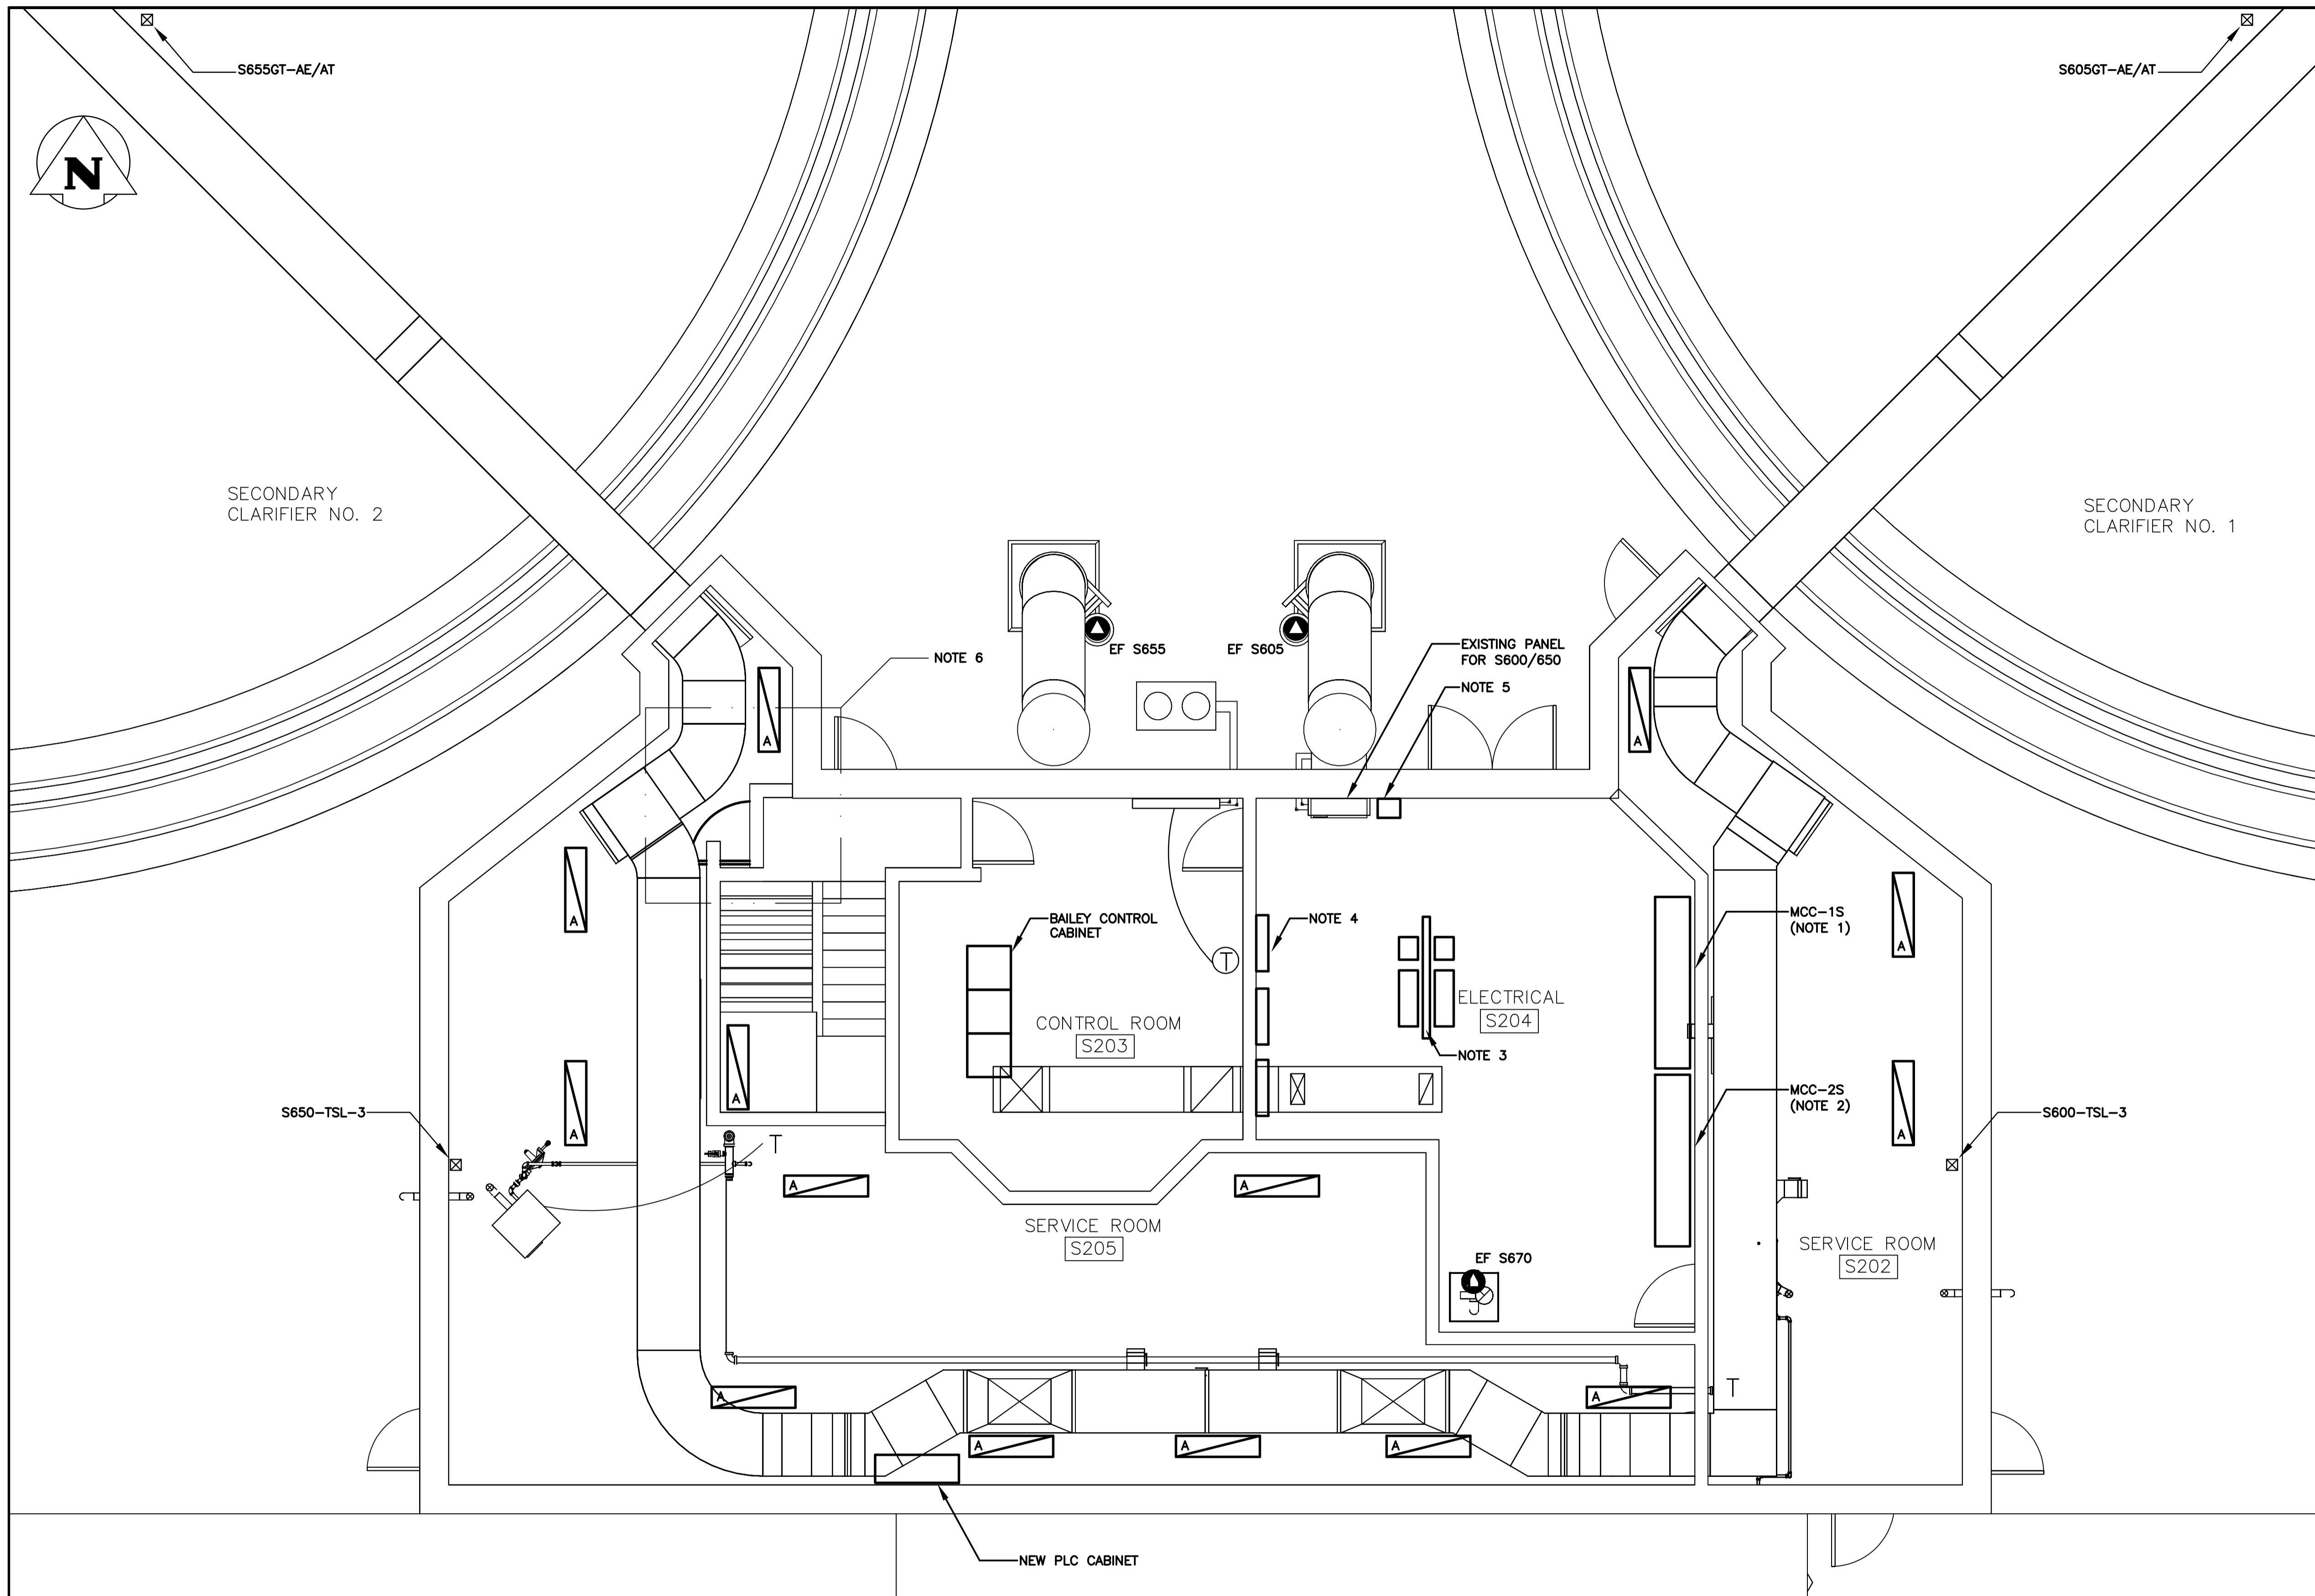 S655GT-AE/AT
S605GT-AE/AT
N
SECONDARY
CLARIFIER NO. 2
SECONDARY
CLARIFIER NO. 1
EF S655
EF S605
EXISTING PANEL
FOR S600/650
NOTE 6
NOTE 5
A
A
A
A
BAILEY CONTROL
CABINET
NOTE 4
MCC-1S
(NOTE 1)
A
T
ELECTRICAL
S204
CONTROL ROOM
S203
NOTE 3
A
MCC-2S
(NOTE 2)
S650-TSL-3
A
A
S600-TSL-3
T
A
A
SERVICE ROOM
S205
SERVICE ROOM
S202
EF S670
A
A
T
A
A
A
NEW PLC CABINET